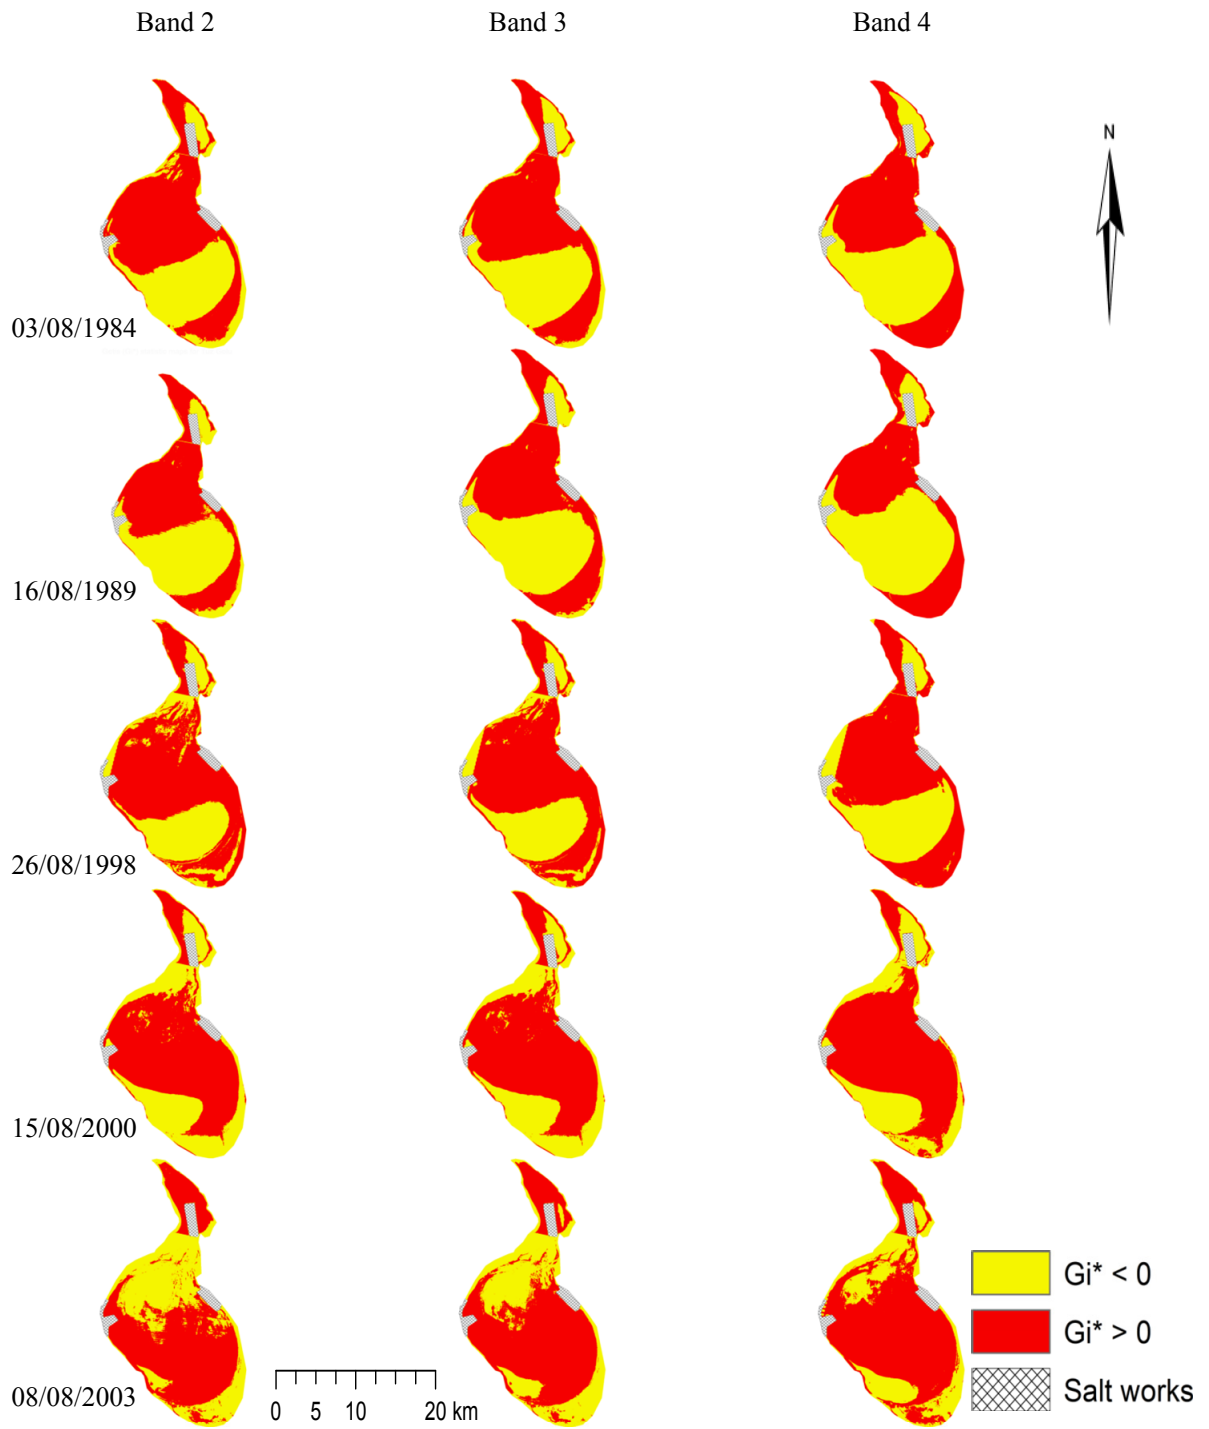 Band 2 Band 3 Band 4
N
03/08/1984
16/08/1989
26/08/1998
15/08/2000
Gi* < 0
Gi* > 0
Salt works
08/08/2003
0 5 10 20 km